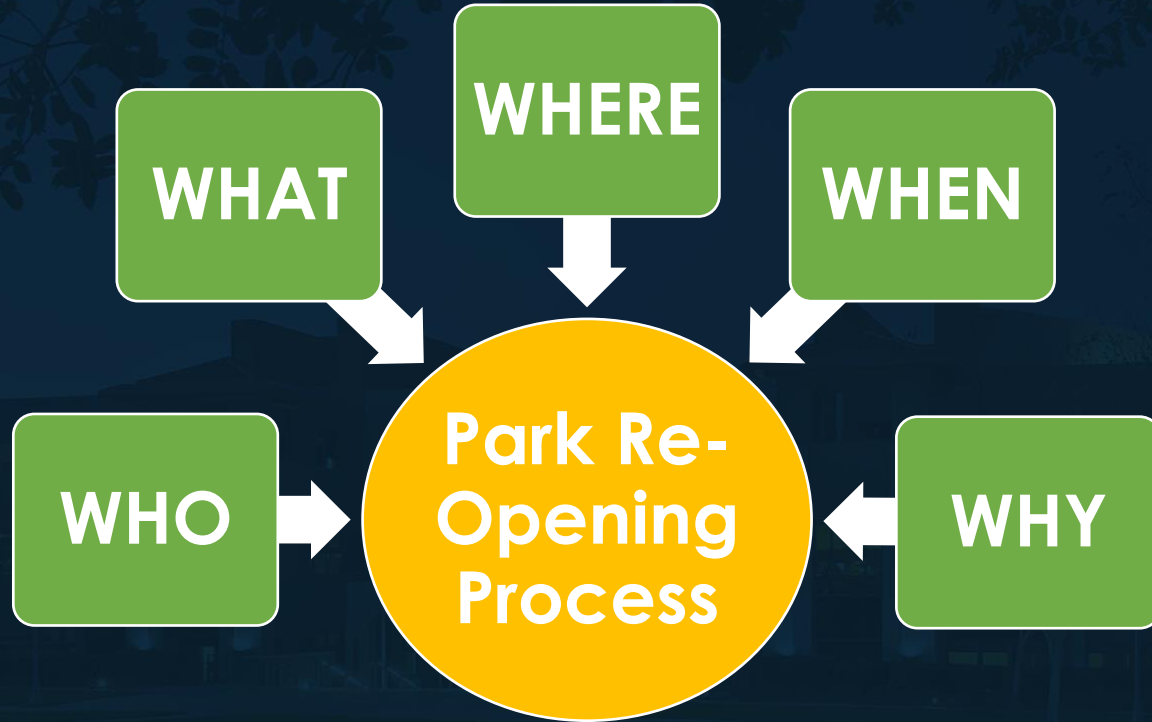 WHERE
WHAT
WHEN
WHO
Park Re-
Opening
Process
WHY